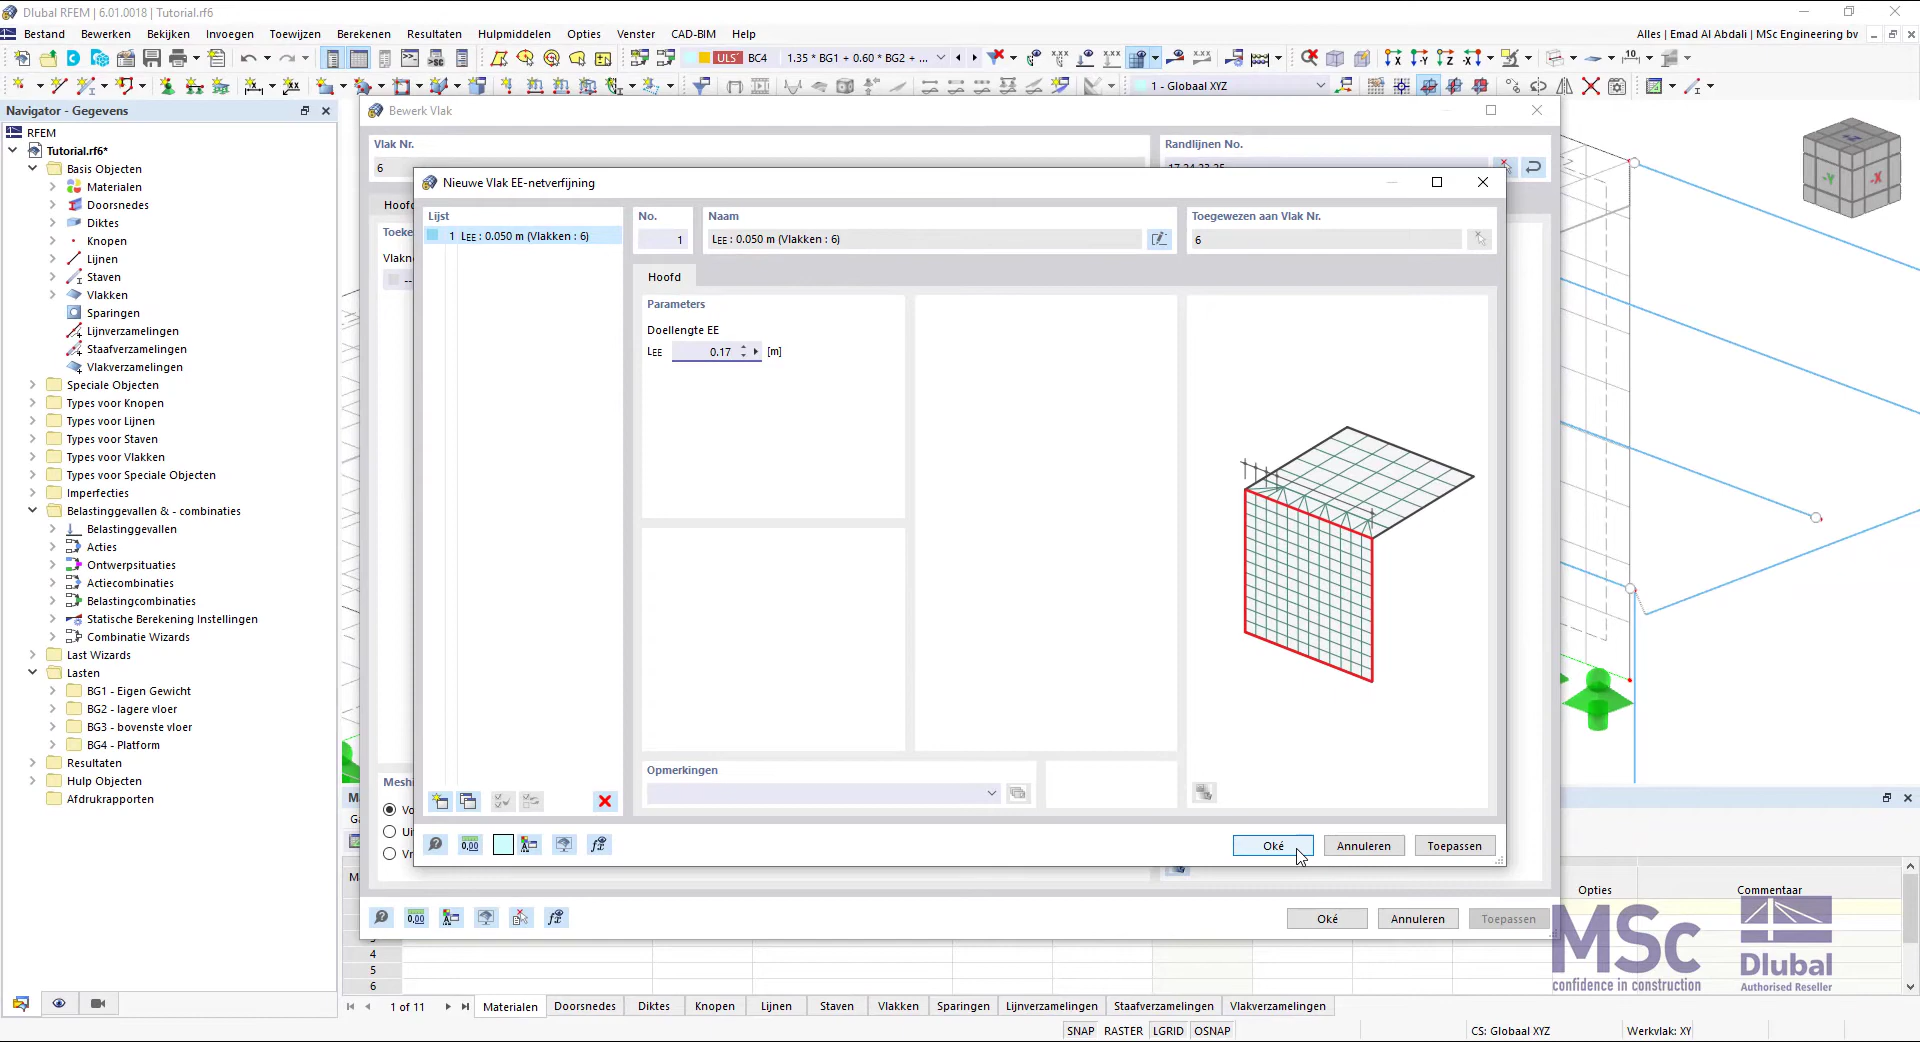 Dlubal RFEM | 6.01.0018 | Tutorial.rf6*
Bestand Bewerken Bekijken Invoegen Toewijzen Berekenen Resultaten Hulpmiddelen Opties Venster CAD-BIM Help
Alles | Emad Al Abdali | MSc Engineering bv
ULS BC4 1.35 * BG1 + 0.60 * BG2 + ...
1 - Globaal XYZ
Navigator - Gegevens
RFEM
Tutorial.rf6*
Basis Objecten
Materialen
Doorsnedes
Diktes
Knopen
Lijnen
Staven
Vlakken
Sparingen
Lijnverzamelingen
Staafverzamelingen
Vlakverzamelingen
Speciale Objecten
Types voor Knopen
Types voor Lijnen
Types voor Staven
Types voor Vlakken
Types voor Speciale Objecten
Imperfecties
Belastinggevallen & - combinaties
Belastinggevallen
Acties
Ontwerpsituaties
Actiecombinaties
Belastingcombinaties
Statische Berekening Instellingen
Combinatie Wizards
Last Wizards
Lasten
BG1 - Eigen Gewicht
BG2 - lagere vloer
BG3 - bovenste vloer
BG4 - Platform
Resultaten
Hulp Objecten
Afdrukrapporten
Bewerk Vlak
Vlak Nr.
6
Randlijnen No.
Nieuwe Vlak EE-netverfijning
Lijst
1 LEE : 0.050 m (Vlakken : 6)
No.
1
Naam
LEE : 0.050 m (Vlakken : 6)
Toegewezen aan Vlak Nr.
6
Hoofd
Parameters
Doellengte EE
LEE 0.17 [m]
Opmerkingen
Oké Annuleren Toepassen
Oké Annuleren Toepassen
-Y -X
Opties Commentaar
4
5
6
MSc
confidence in construction
Dlubal
Authorised Reseller
1 of 11 Materialen Doorsnedes Diktes Knopen Lijnen Staven Vlakken Sparingen Lijnverzamelingen Staafverzamelingen Vlakverzamelingen
SNAP RASTER LGRID OSNAP CS: Globaal XYZ Werkvlak: XY